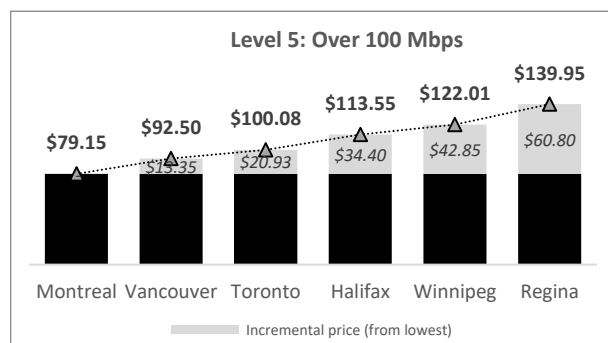 Level 5: Over 100 Mbps
$139.95
$122.01
$113.55
$100.08
$92.50
$79.15
$13.35 $20.93 $34.40 $42.85 $60.80
Montreal Vancouver Toronto Halifax Winnipeg Regina
Incremental price (from lowest)